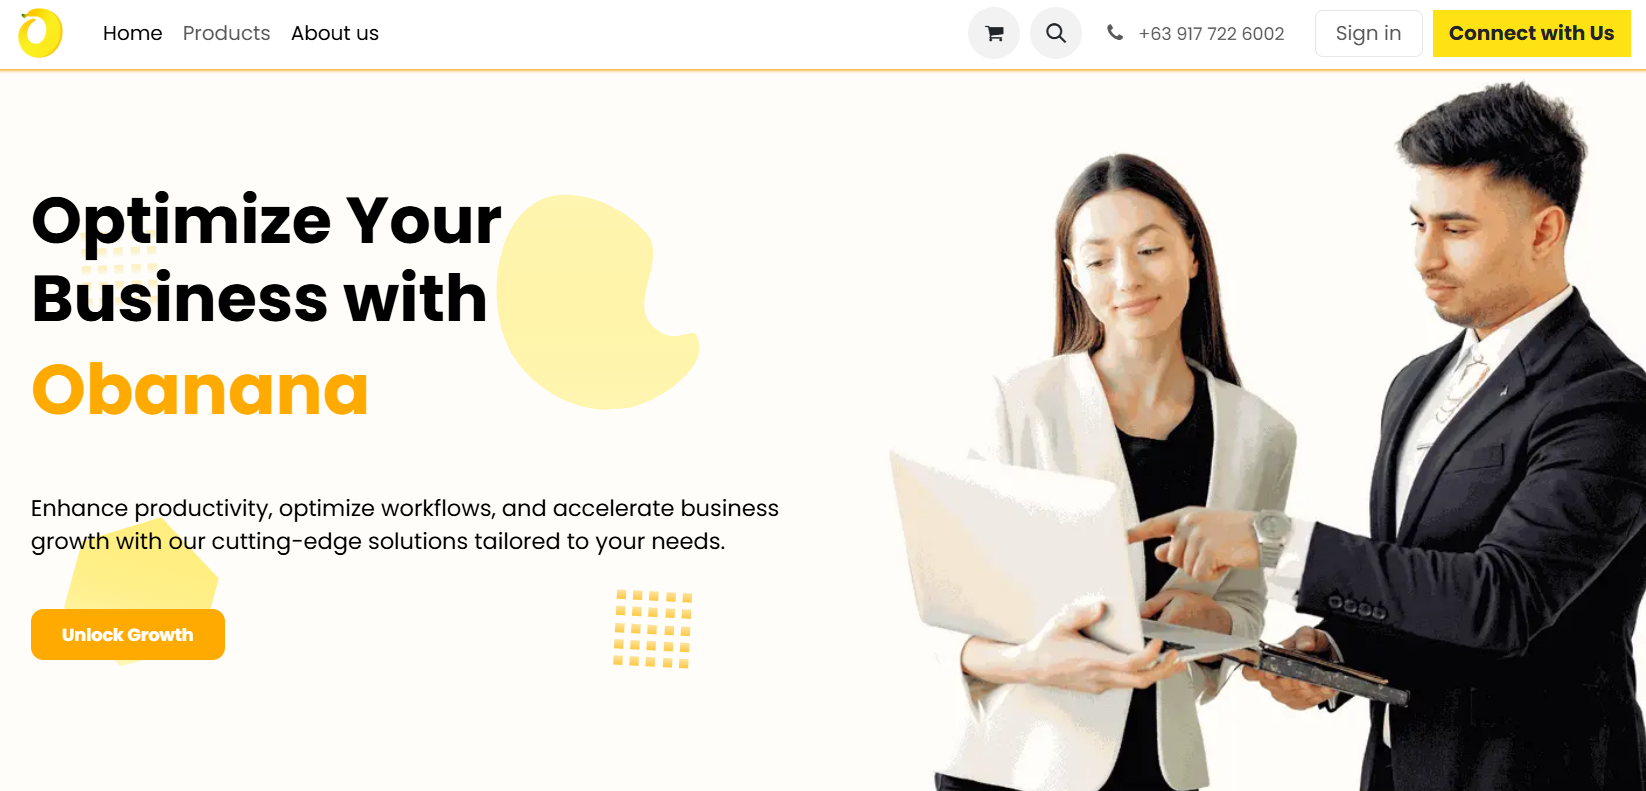 Home Products About us +63 917 722 6002 Sign in Connect with Us
Optimize Your
Business with
Obanana
Enhance productivity, optimize workflows, and accelerate business
growth with our cutting-edge solutions tailored to your needs.
Unlock Growth